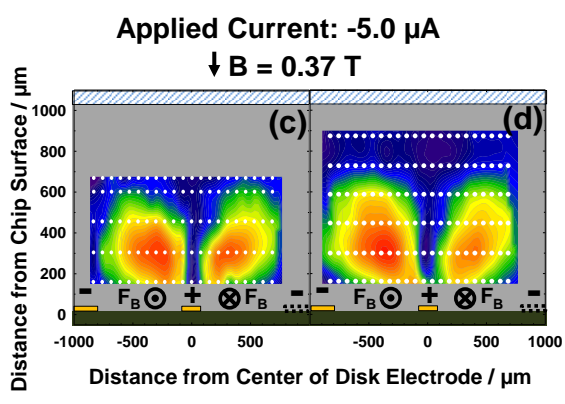 Applied Current: -5.0 µA
↓ B = 0.37 T
Distance from Chip Surface / µm
1000
800
600
400
200
0
(c)
(d)
- F_B ⊙ + ⊗ F_B -
- F_B ⊙ + ⊗ F_B -
-1000 -500 0 500 -500 0 500 1000
Distance from Center of Disk Electrode / µm